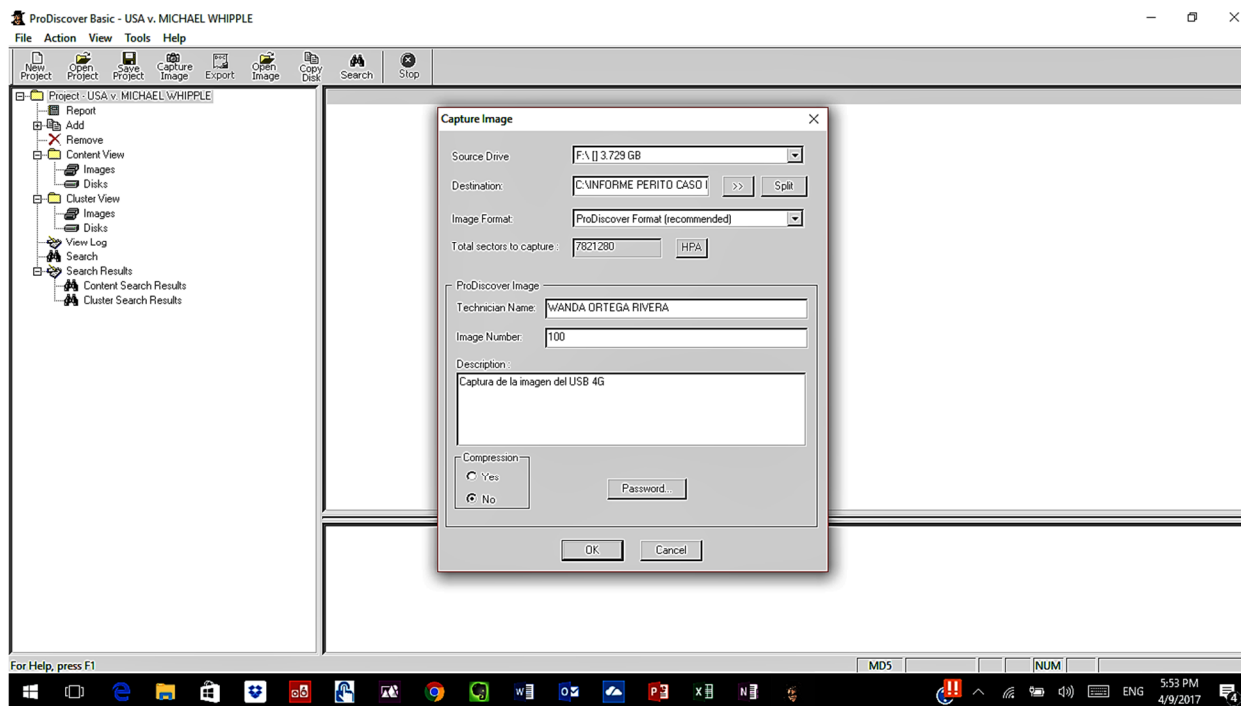 ProDiscover Basic - USA v. MICHAEL WHIPPLE
File Action View Tools Help
New Project Open Project Save Project Capture Image Export Open Image Copy Disk Search Stop
Project - USA v. MICHAEL WHIPPLE
Report
Add
Remove
Content View
Images
Disks
Cluster View
Images
Disks
View Log
Search
Search Results
Content Search Results
Cluster Search Results
Capture Image
Source Drive F:\ [] 3.729 GB
Destination: C:\INFORME PERITO CASO >> Split
Image Format: ProDiscover Format (recommended)
Total sectors to capture : 7821280 HPA
ProDiscover Image
Technician Name: WANDA ORTEGA RIVERA
Image Number: 100
Description :
Captura de la imagen del USB 4G
Compression
Yes
No
Password...
OK Cancel
For Help, press F1 MD5 NUM
ENG 5:53 PM
4/9/2017 4